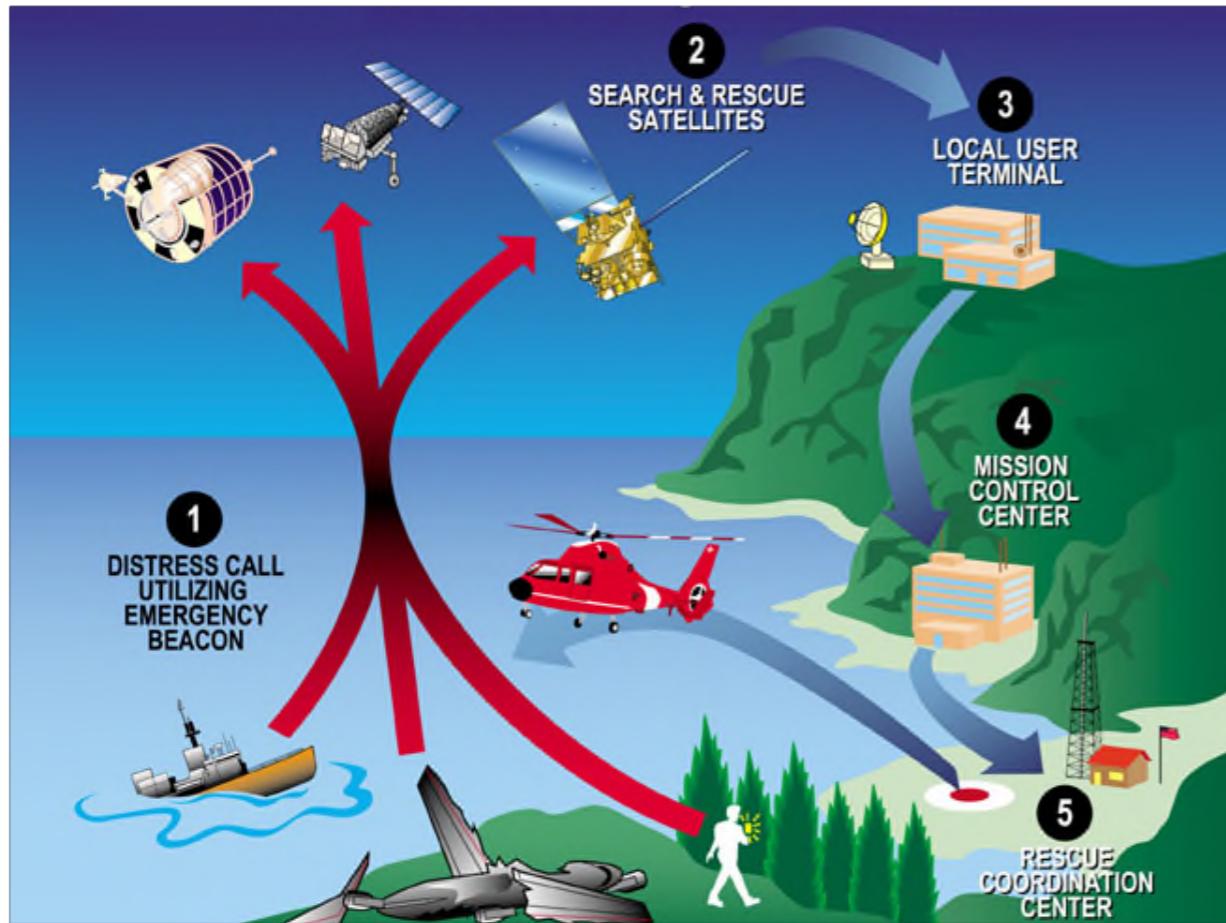 1
DISTRESS CALL
UTILIZING
EMERGENCY
BEACON
2
SEARCH & RESCUE
SATELLITES
3
LOCAL USER
TERMINAL
4
MISSION
CONTROL
CENTER
5
RESCUE
COORDINATION
CENTER